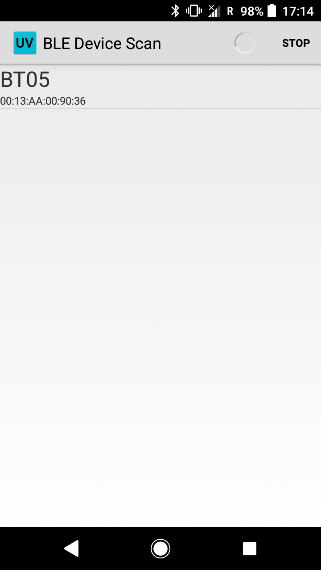 R 98% 17:14
UV BLE Device Scan STOP
BT05
00:13:AA:00:90:36